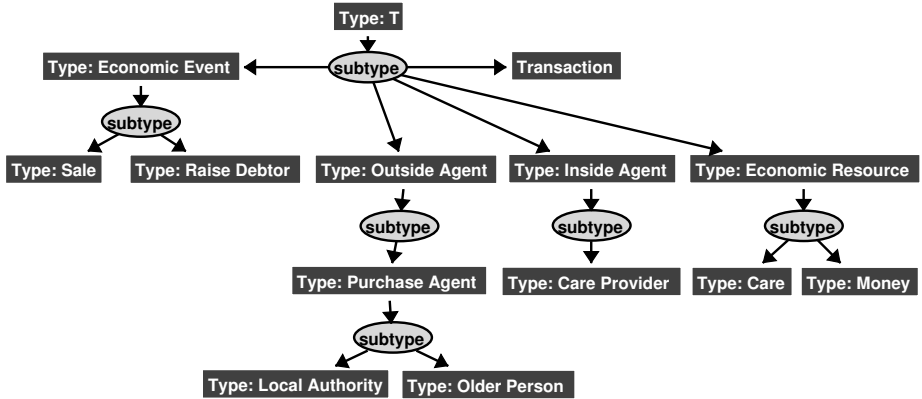 Type: T
Type: Economic Event
subtype
Transaction
subtype
Type: Sale
Type: Raise Debtor
Type: Outside Agent
Type: Inside Agent
Type: Economic Resource
subtype
subtype
subtype
Type: Purchase Agent
Type: Care Provider
Type: Care
Type: Money
subtype
Type: Local Authority
Type: Older Person